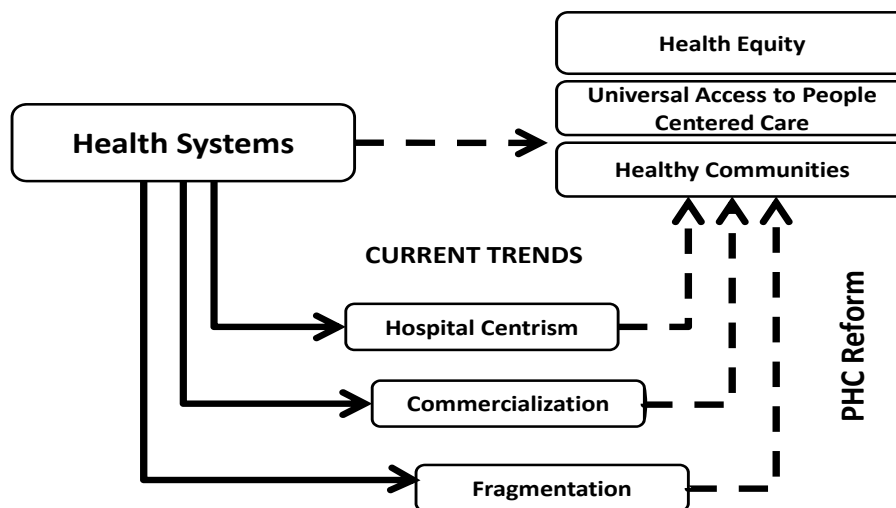 Health Equity
Universal Access to People
Centered Care
Health Systems
Healthy Communities
CURRENT TRENDS
Hospital Centrism
Commercialization
Fragmentation
PHC Reform